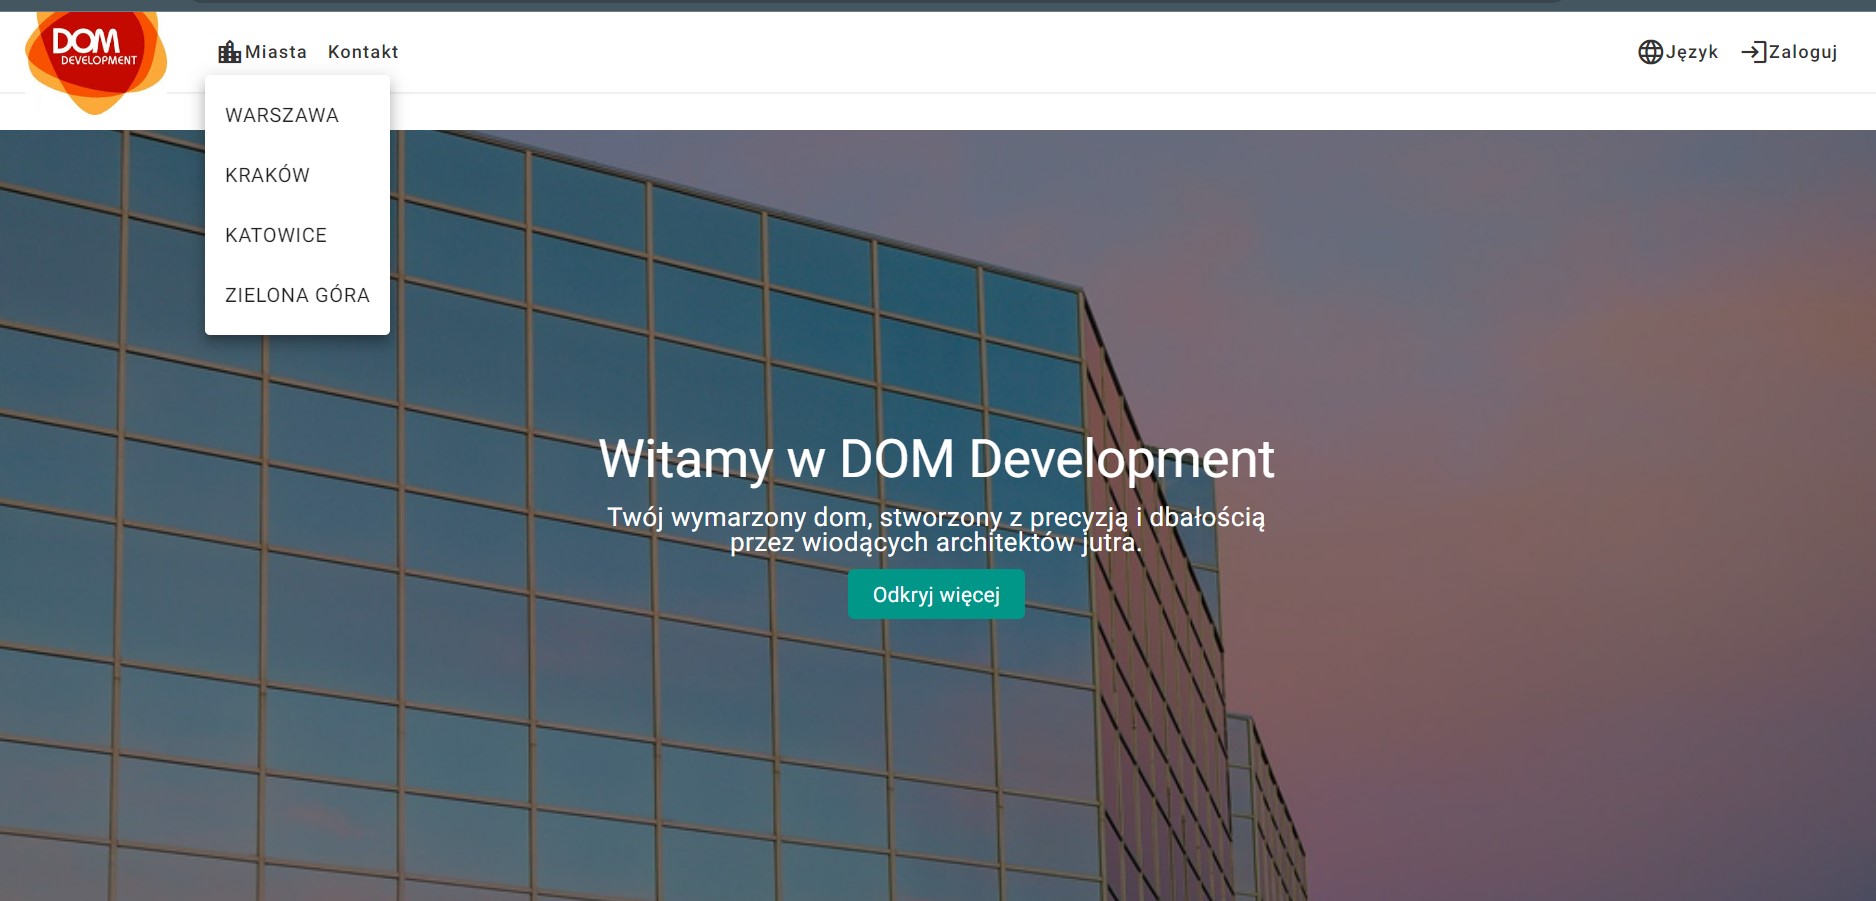 DOM
DEVELOPMENT
Miasta Kontakt
Język Zaloguj
WARSZAWA
KRAKÓW
KATOWICE
ZIELONA GÓRA
Witamy w DOM Development
Twój wymarzony dom, stworzony z precyzją i dbałością
przez wiodących architektów jutra.
Odkryj więcej